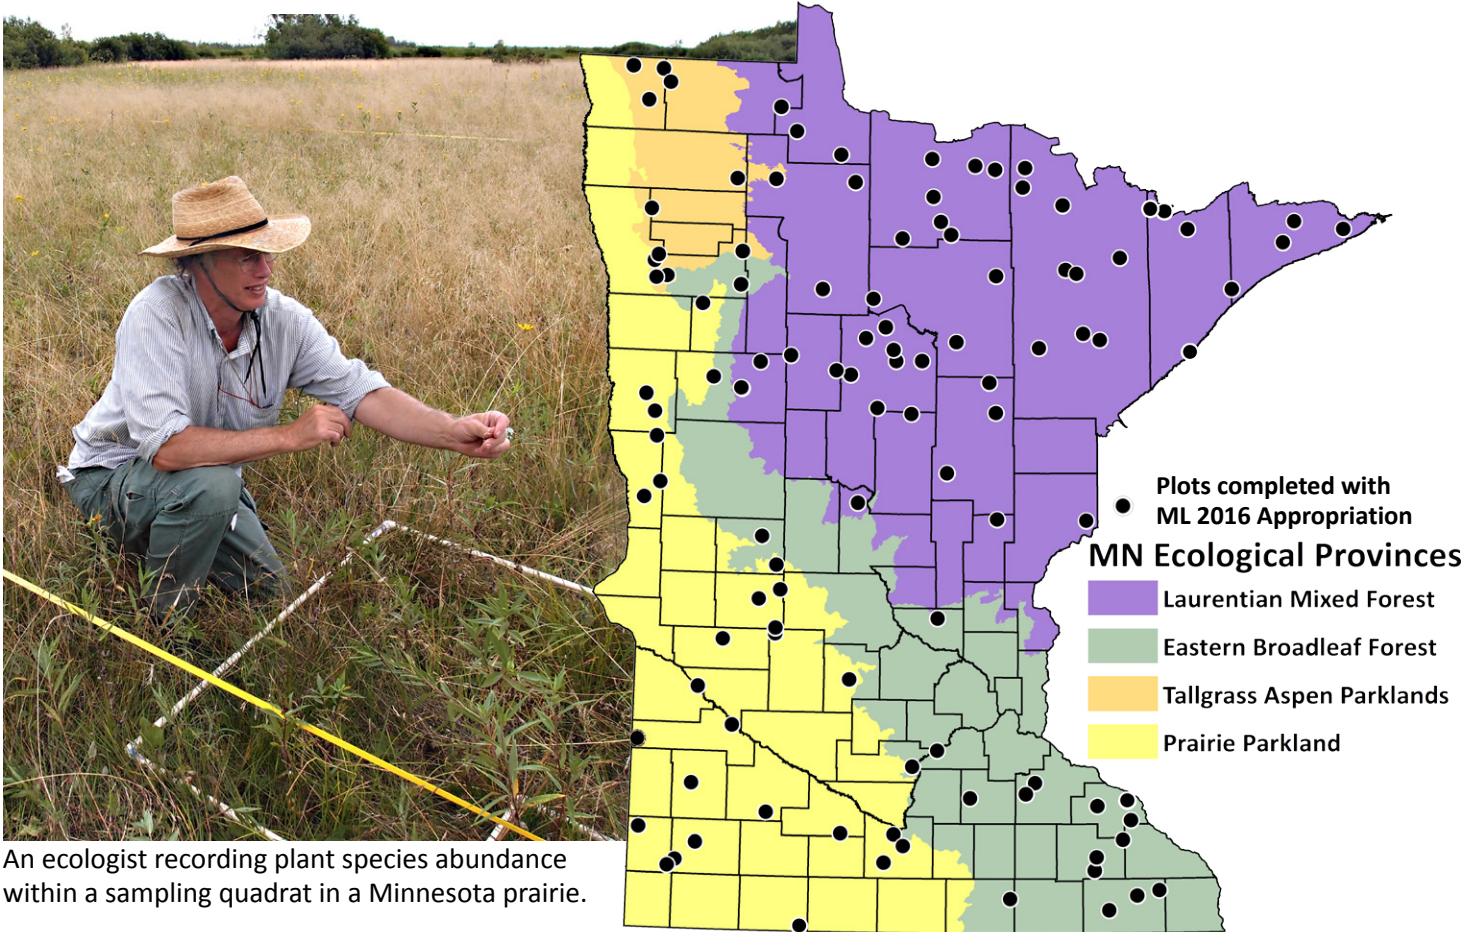 Plots completed with
ML 2016 Appropriation
MN Ecological Provinces
Laurentian Mixed Forest
Eastern Broadleaf Forest
Tallgrass Aspen Parklands
Prairie Parkland
An ecologist recording plant species abundance
within a sampling quadrat in a Minnesota prairie.